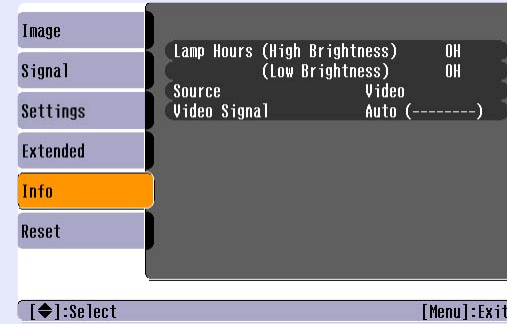 Image
Signal
Settings
Extended
Info
Reset
Lamp Hours (High Brightness) 0H
(Low Brightness) 0H
Source Video
Video Signal Auto (--------)
[◆]:Select [Menu]:Exit